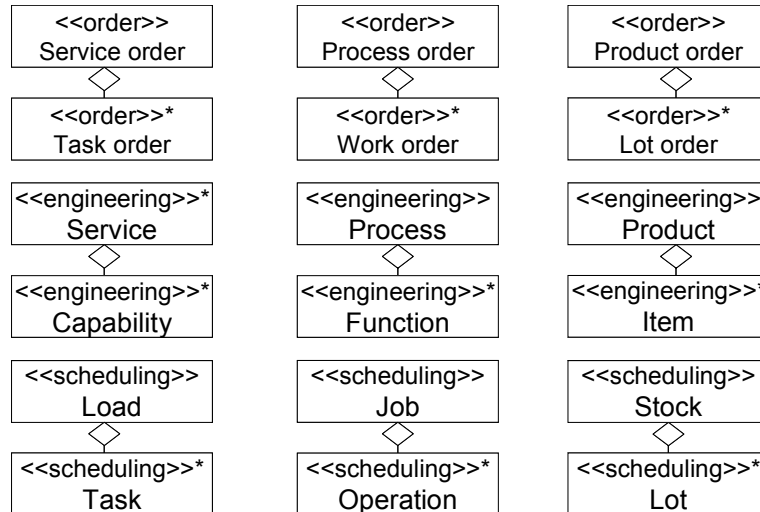 <<order>>
Service order
<<order>>*
Task order
<<engineering>>*
Service
<<engineering>>*
Capability
<<scheduling>>
Load
<<scheduling>>*
Task
<<order>>
Process order
<<order>>*
Work order
<<engineering>>
Process
<<engineering>>*
Function
<<scheduling>>
Job
<<scheduling>>*
Operation
<<order>>
Product order
<<order>>*
Lot order
<<engineering>>
Product
<<engineering>>*
Item
<<scheduling>>
Stock
<<scheduling>>*
Lot